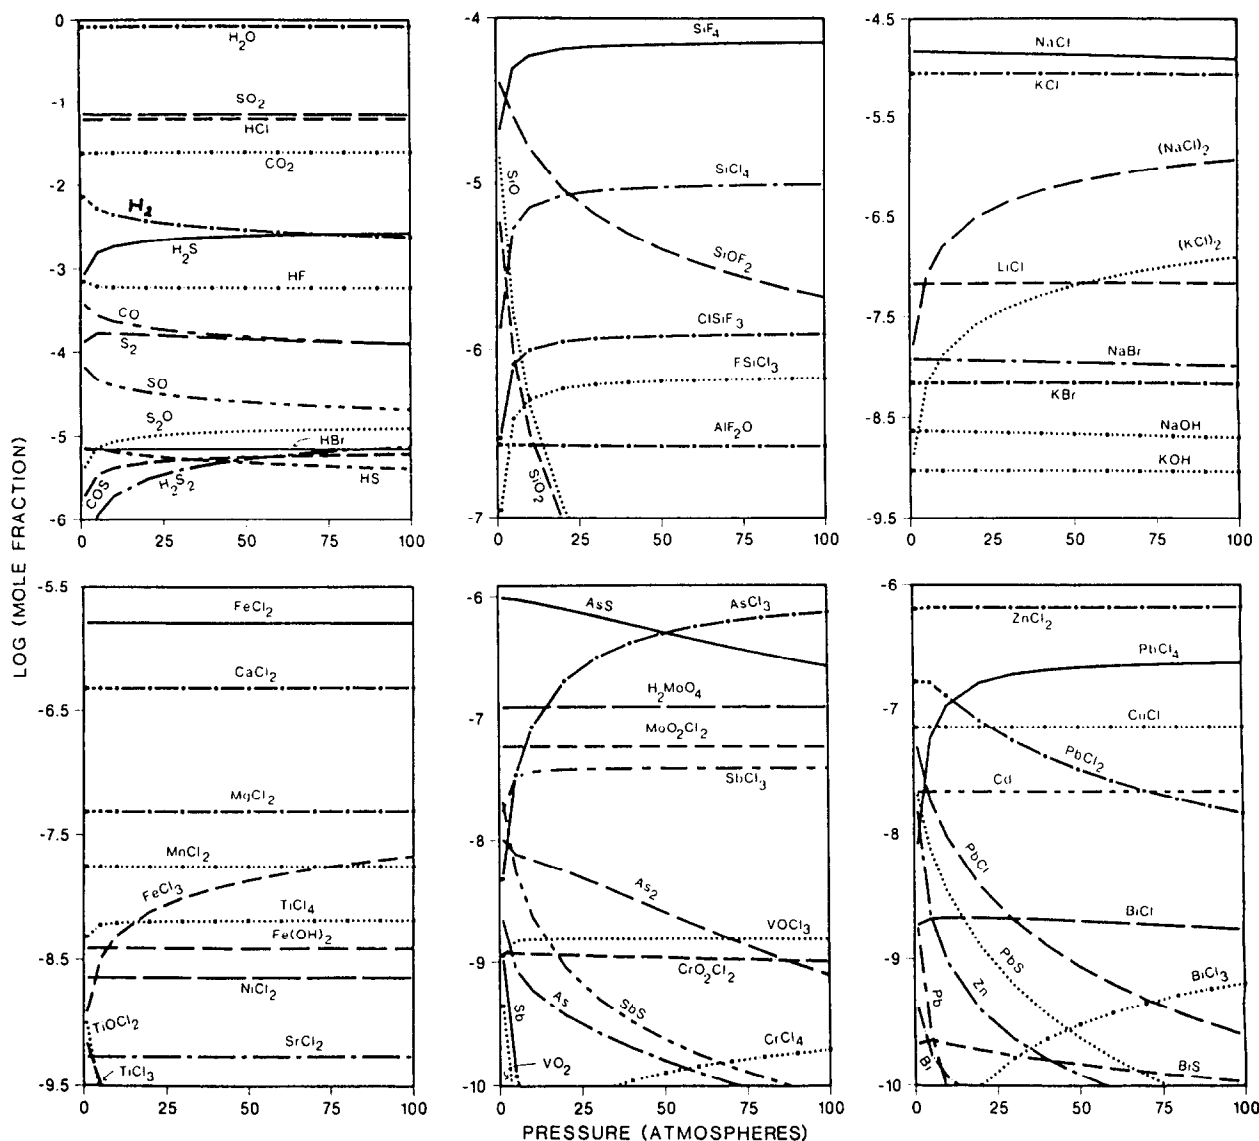 LOG (MOLE FRACTION)
0
-1
-2
-3
-4
-5
-6
0 25 50 75 100
H2O
SO2
HCl
CO2
H2
H2S
HF
CO
S2
SO
S2O
HBr
COS
H2S2
HS
-4
-5
-6
-7
0 25 50 75 100
SiF4
SiO
SiCl4
SiOF2
ClSiF3
FSiCl3
AlF2O
SiO2
-4.5
-5.5
-6.5
-7.5
-8.5
-9.5
0 25 50 75 100
NaCl
KCl
(NaCl)2
(KCl)2
LiCl
NaBr
KBr
NaOH
KOH
-5.5
-6.5
-7.5
-8.5
-9.5
0 25 50 75 100
FeCl2
CaCl2
MgCl2
MnCl2
FeCl3
TiCl4
Fe(OH)2
NiCl2
TiOCl2
SrCl2
TiCl3
-6
-7
-8
-9
-10
0 25 50 75 100
AsS
AsCl3
H2MoO4
MoO2Cl2
SbCl3
As2
VOCl3
CrO2Cl2
Sb
As
SbS
CrCl4
VO2
-6
-7
-8
-9
-10
0 25 50 75 100
ZnCl2
PbCl4
CuCl
PbCl2
Cd
PbCl
BiCl
PbS
BiCl3
Pb
Zn
Bi
BiS
PRESSURE (ATMOSPHERES)